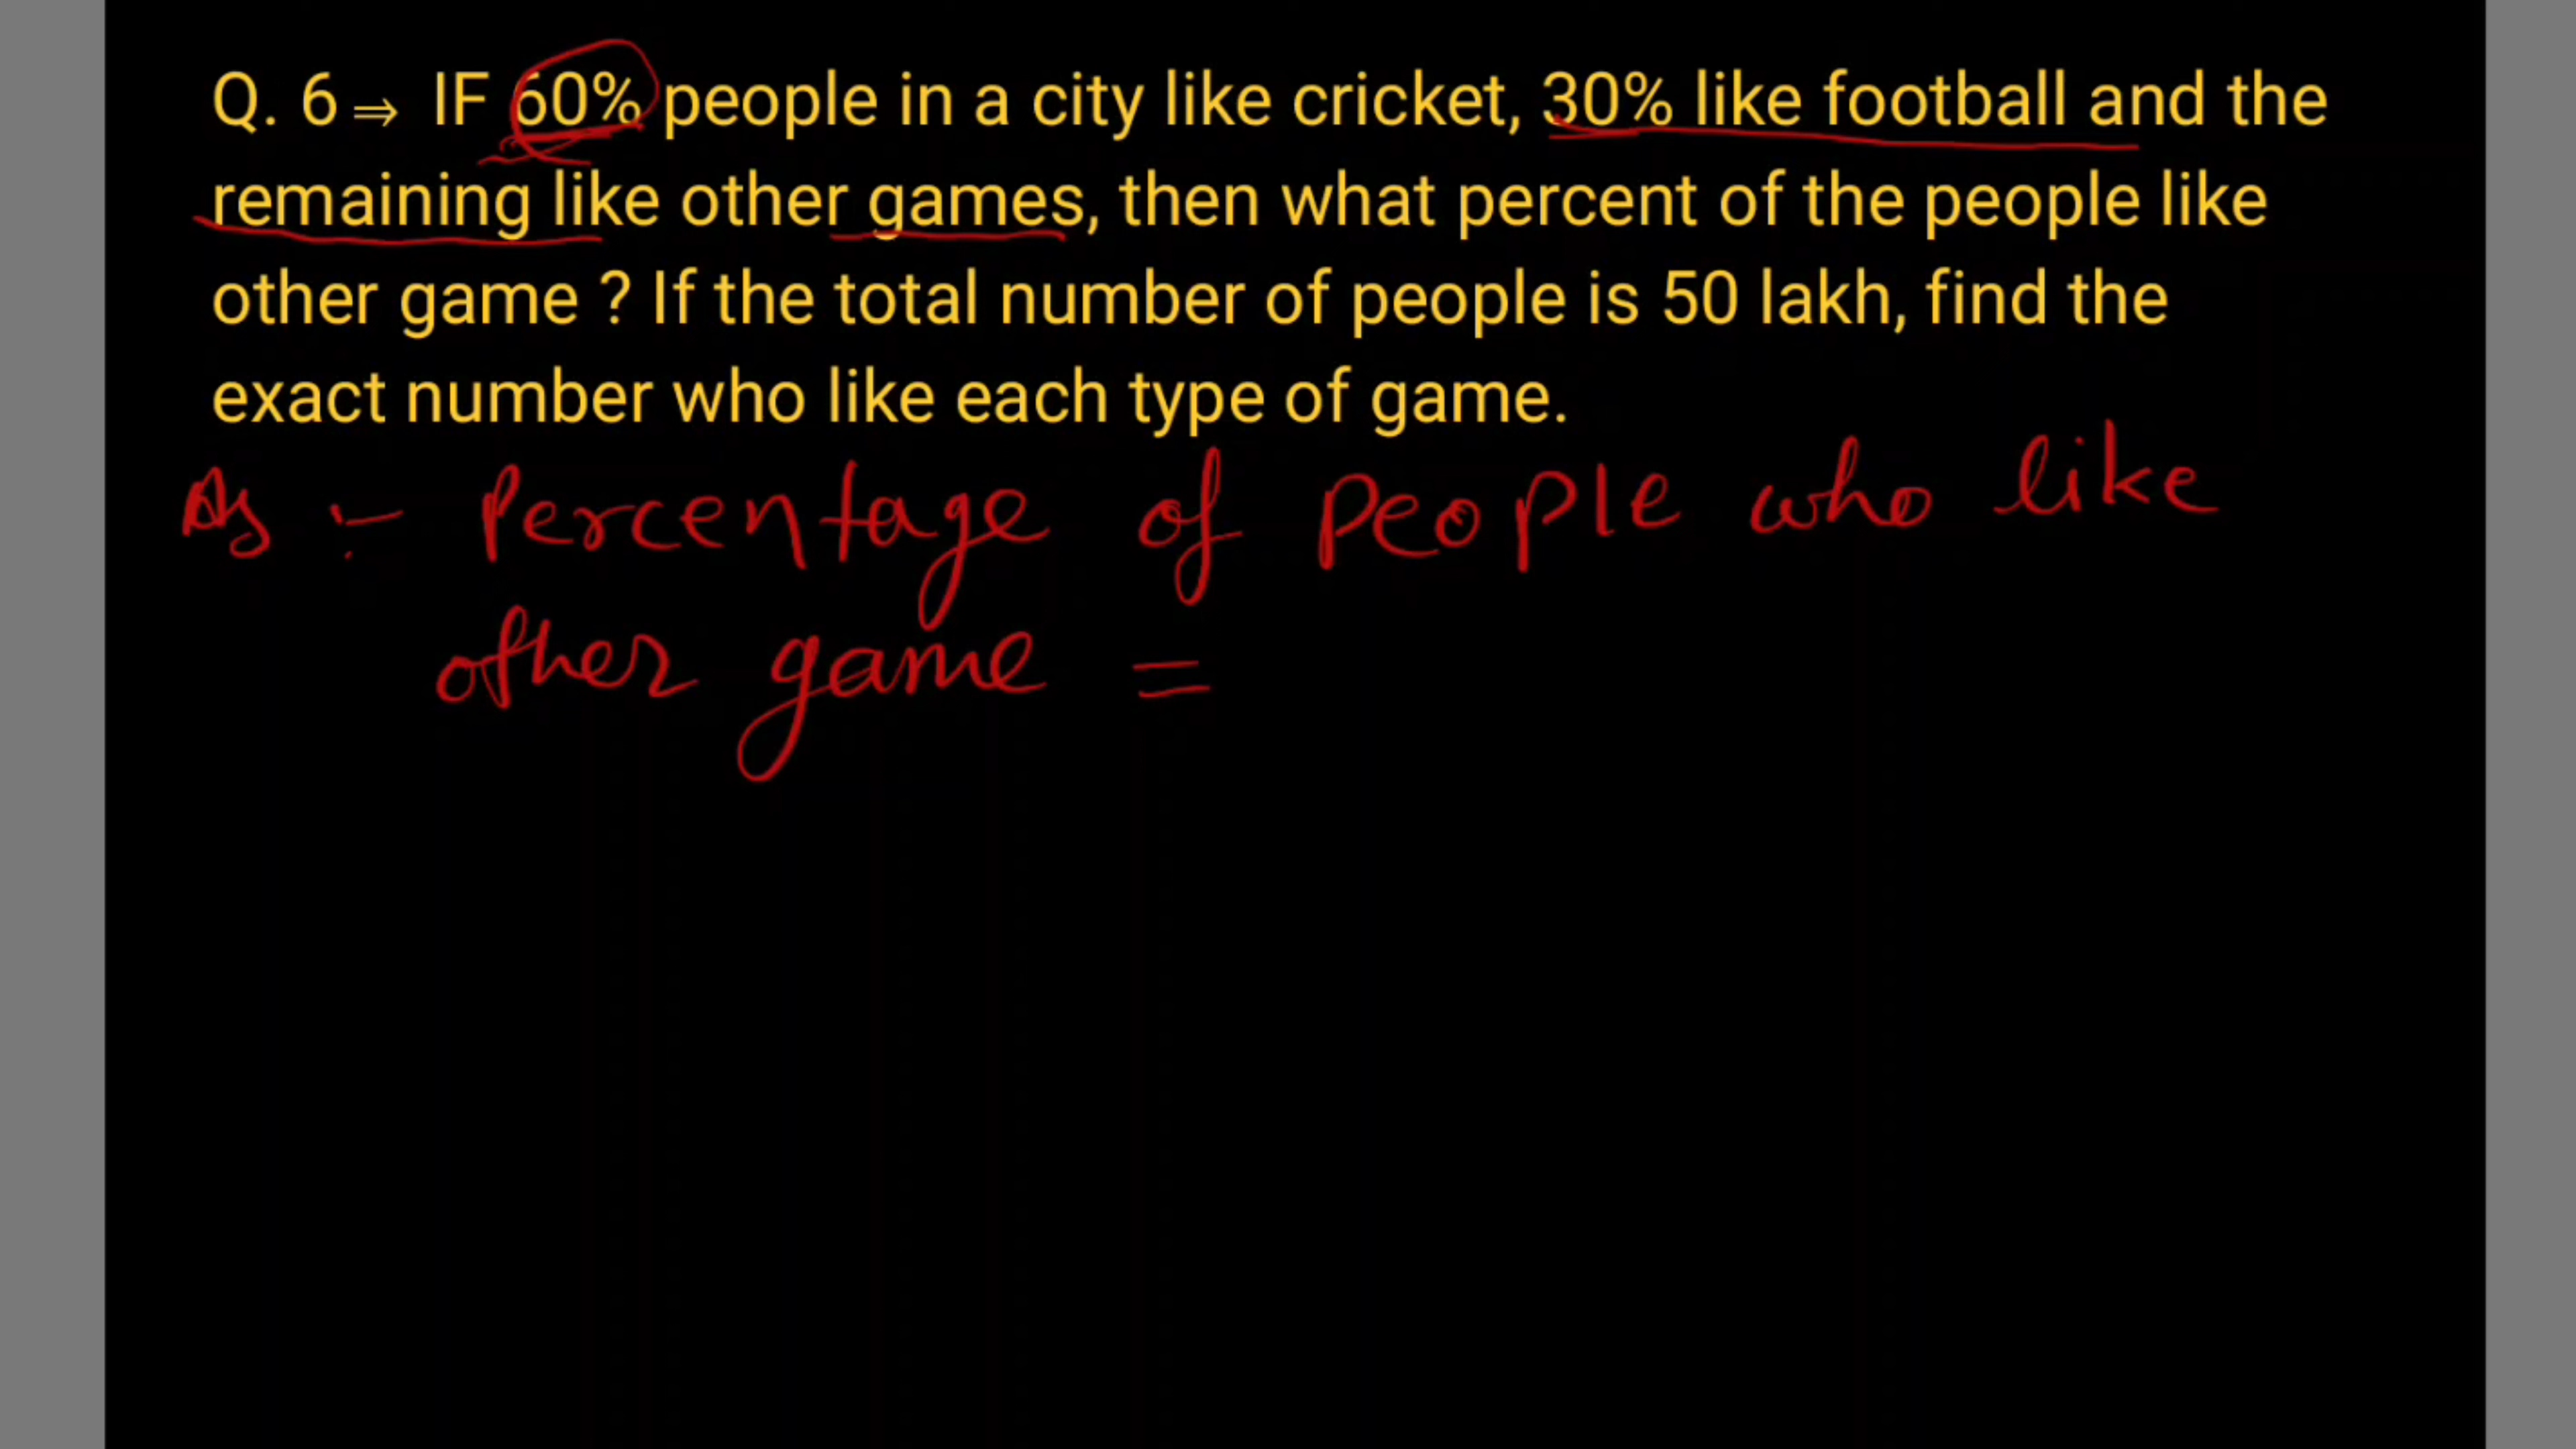 Q. 6⇒ IF 60% people in a city like cricket, 30% like football and the
remaining like other games, then what percent of the people like
other game ? If the total number of people is 50 lakh, find the
exact number who like each type of game.
:- Percentage of People who like
other game =